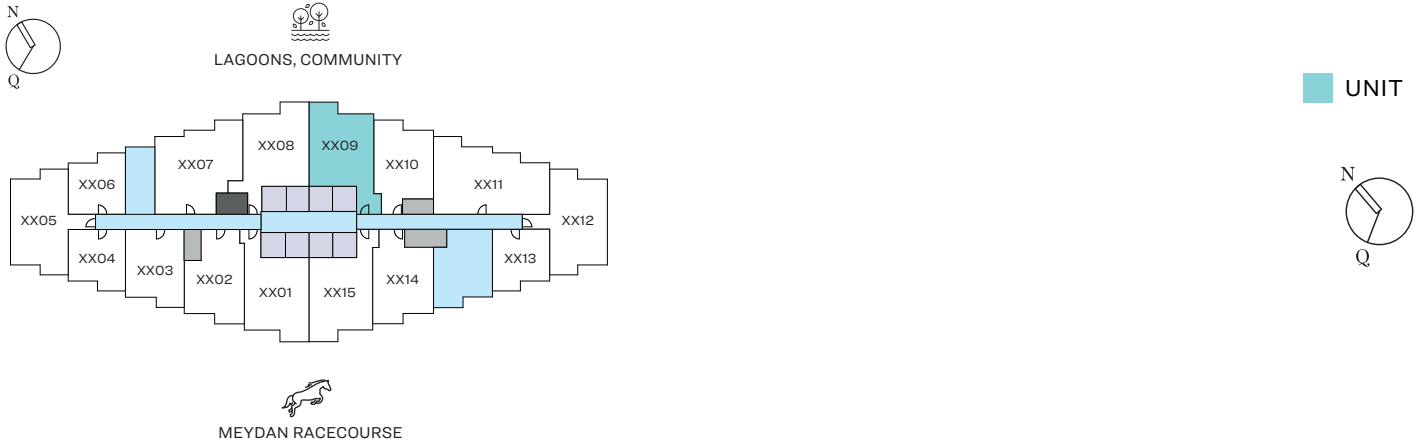 N
Q
LAGOONS, COMMUNITY
UNIT
XX08
XX09
XX07
XX10
XX06
XX11
XX05
XX12
XX04
XX03
XX02
XX01
XX15
XX14
XX13
N
Q
MEYDAN RACECOURSE